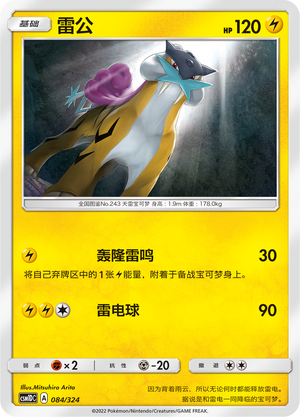 基础 雷公 HP 120
全国图鉴No.243 天雷宝可梦 身高：1.9m 体重：178.0kg
轰隆雷鸣 30
将自己弃牌区中的1张能量，附着于备战宝可梦身上。
雷电球 90
弱点 ×2 抗性 -20 撤退
Illus.Mitsuhiro Arita
CSM1DC A 084/324
因为背着雨云，所以无论何时都能释放雷电。
据说是和雷电一同降临的宝可梦。
©2022 Pokémon/Nintendo/Creatures/GAME FREAK.